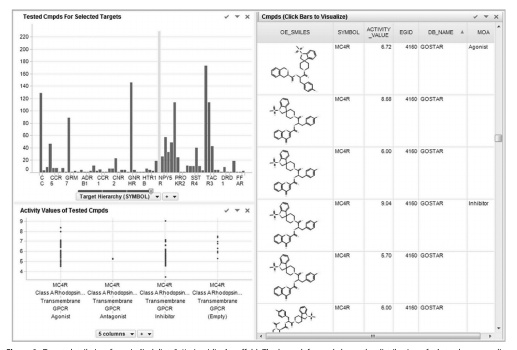 Tested Cmpds For Selected Targets
220
200
180
160
140
120
100
80
60
40
20
0
C CCR GRM ADR CCR CNR GNR HTR1 NPY5 PRO SST TAC DRD FF
C 5 7 B1 1 2 HR B R KR2 R4 R3 1 AR
Target Hierarchy (SYMBOL)
Activity Values of Tested Cmpds
9
8
7
6
5
4
MC4R MC4R MC4R MC4R
Class A Rhodopsin... Class A Rhodopsin... Class A Rhodopsin... Class A Rhodopsin...
Transmembrane Transmembrane Transmembrane Transmembrane
GPCR GPCR GPCR GPCR
Agonist Antagonist Inhibitor (Empty)
5 columns
Cmpds (Click Bars to Visualize)
OE_SMILES SYMBOL ACTIVITY_VALUE EGID DB_NAME MOA
MC4R 6.72 4160 GOSTAR Agonist
MC4R 8.68 4160 GOSTAR
MC4R 6.00 4160 GOSTAR
MC4R 9.04 4160 GOSTAR Inhibitor
MC4R 6.70 4160 GOSTAR
MC4R 6.00 4160 GOSTAR